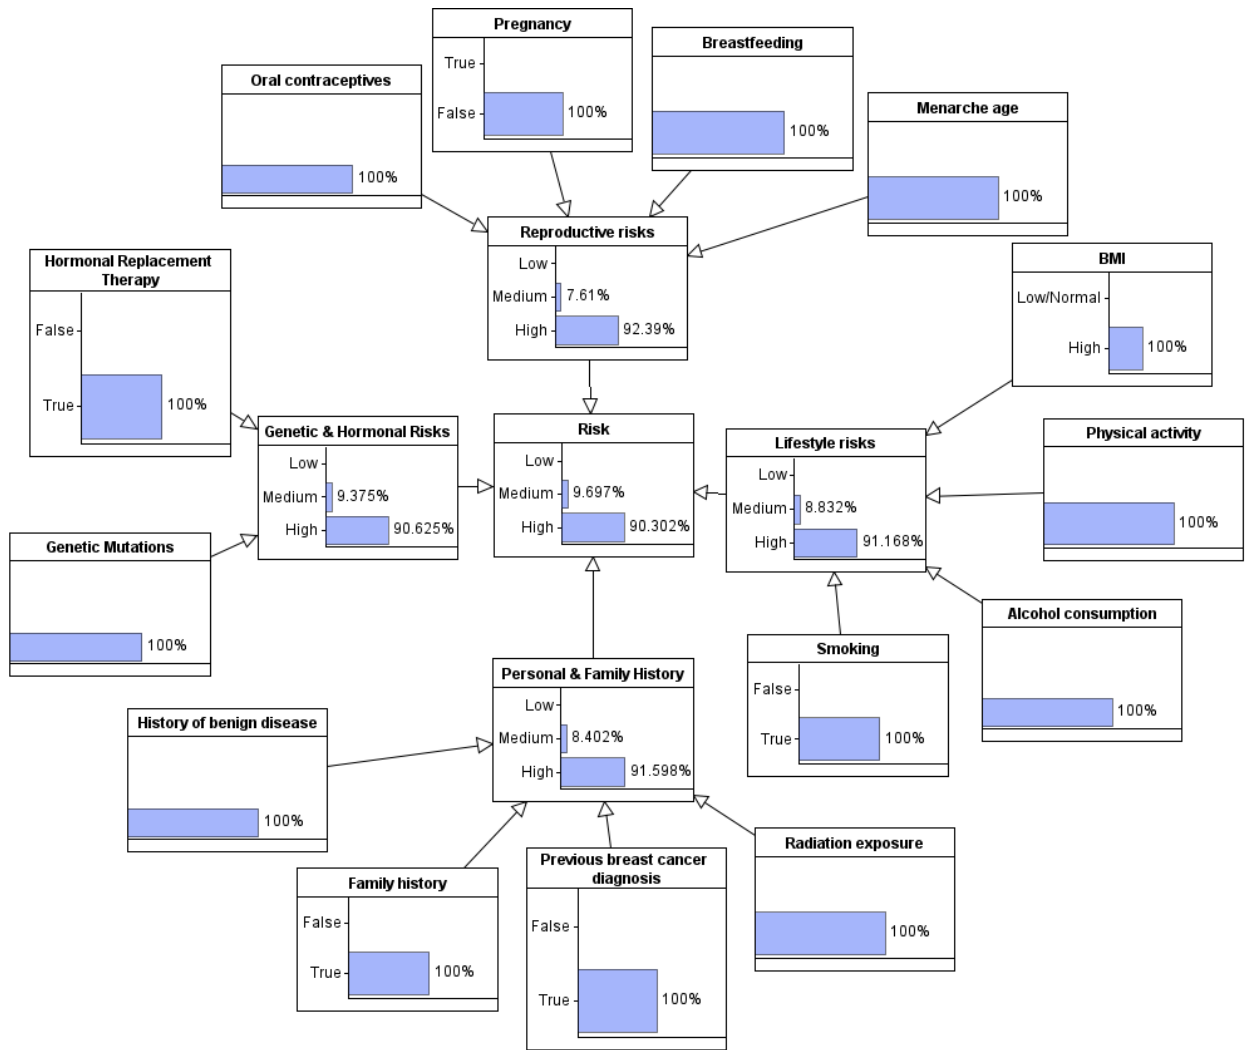 Pregnancy
True
False
100%
Breastfeeding
100%
Oral contraceptives
100%
Menarche age
100%
Reproductive risks
Low
Medium
7.61%
High
92.39%
Hormonal Replacement
Therapy
False
True
100%
BMI
Low/Normal
High
100%
Genetic & Hormonal Risks
Low
Medium
9.375%
High
90.625%
Risk
Low
Medium
9.697%
High
90.302%
Lifestyle risks
Low
Medium
8.832%
High
91.168%
Physical activity
100%
Genetic Mutations
100%
Alcohol consumption
100%
Smoking
False
True
100%
Personal & Family History
Low
Medium
8.402%
High
91.598%
History of benign disease
100%
Family history
False
True
100%
Previous breast cancer
diagnosis
False
True
100%
Radiation exposure
100%